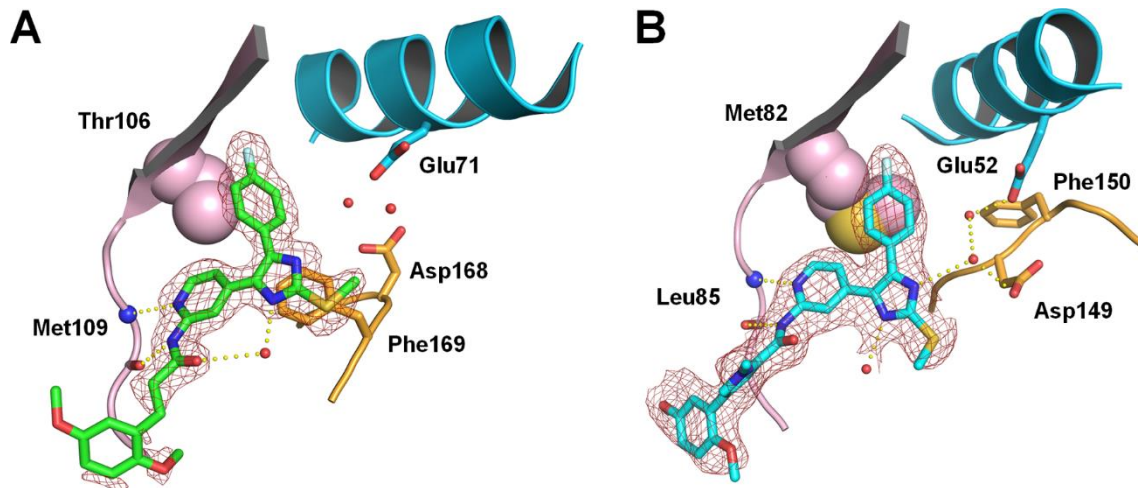 A
Thr106
Glu71
Asp168
Met109
Phe169
B
Met82
Glu52
Phe150
Leu85
Asp149